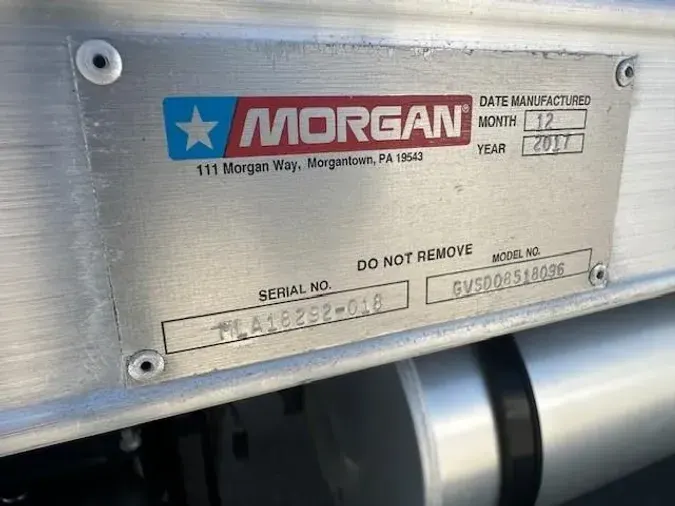 MORGAN®
111 Morgan Way, Morgantown, PA 19543
DATE MANUFACTURED
MONTH 12
YEAR 2017
DO NOT REMOVE
SERIAL NO.
MLA18292-018
MODEL NO.
GVSD08518096